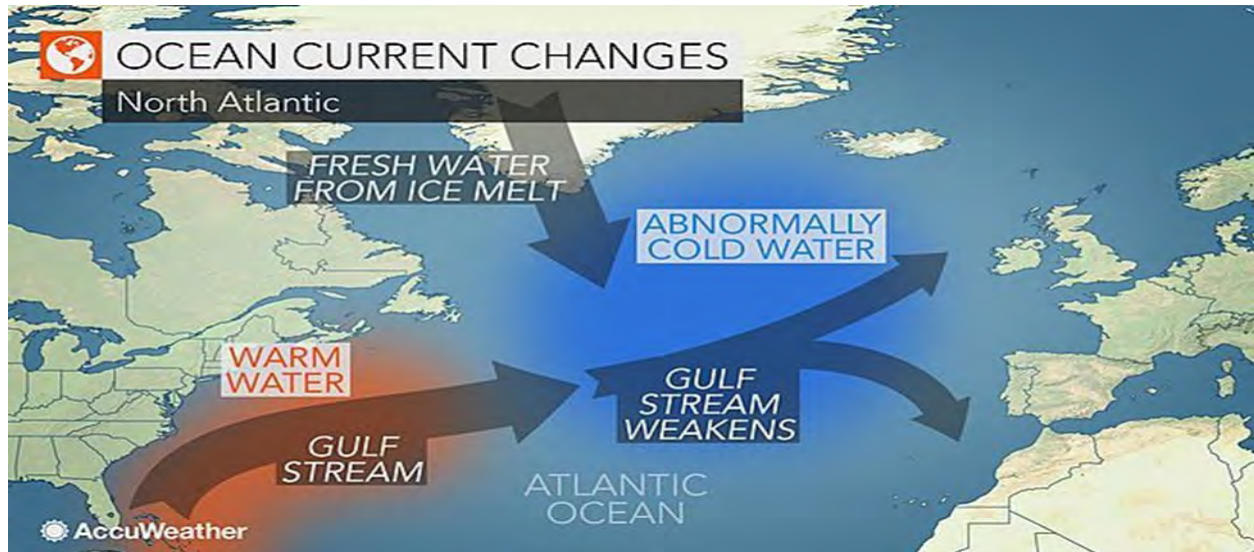 OCEAN CURRENT CHANGES
North Atlantic
FRESH WATER
FROM ICE MELT
ABNORMALLY
COLD WATER
WARM
WATER
GULF
STREAM
GULF
STREAM
WEAKENS
ATLANTIC
OCEAN
AccuWeather